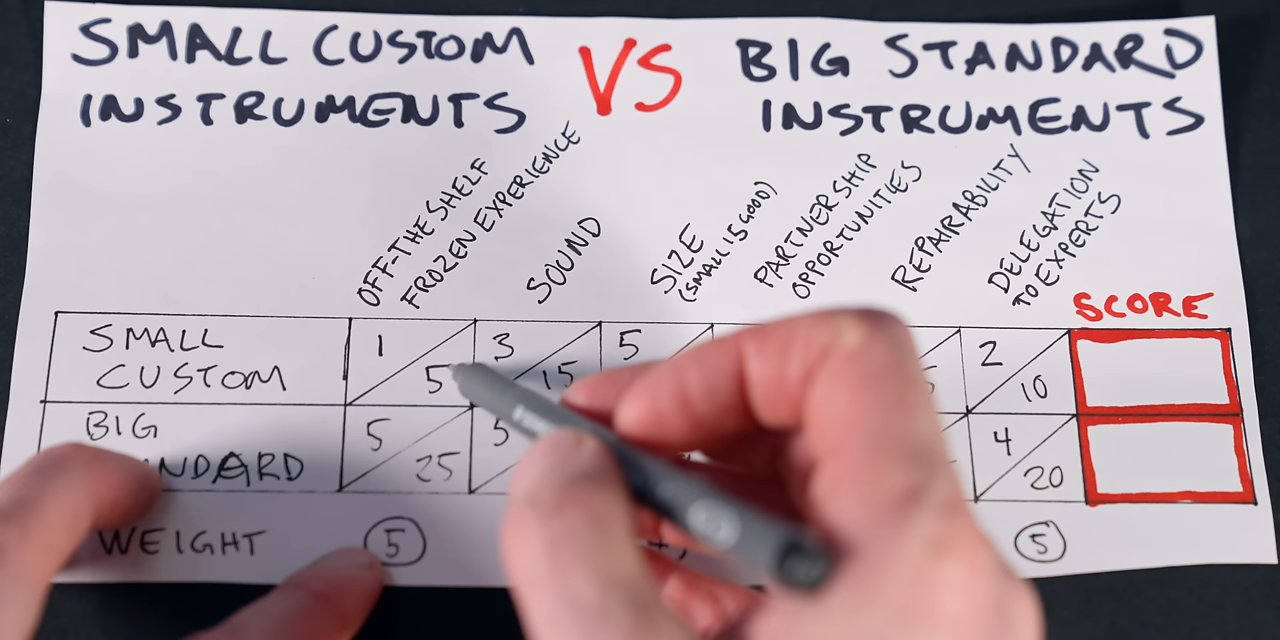 SMALL CUSTOM
INSTRUMENTS
VS
BIG STANDARD
INSTRUMENTS
OFF-THE SHELF
FROZEN EXPERIENCE
SOUND
SIZE
(SMALL IS GOOD)
PARTNERSHIP
OPPORTUNITIES
REPAIRABILITY
DELEGATION
TO EXPERTS
SCORE
SMALL
CUSTOM
1
5
3
15
5
2
10
BIG
5
25
5
4
20
WEIGHT
5
5